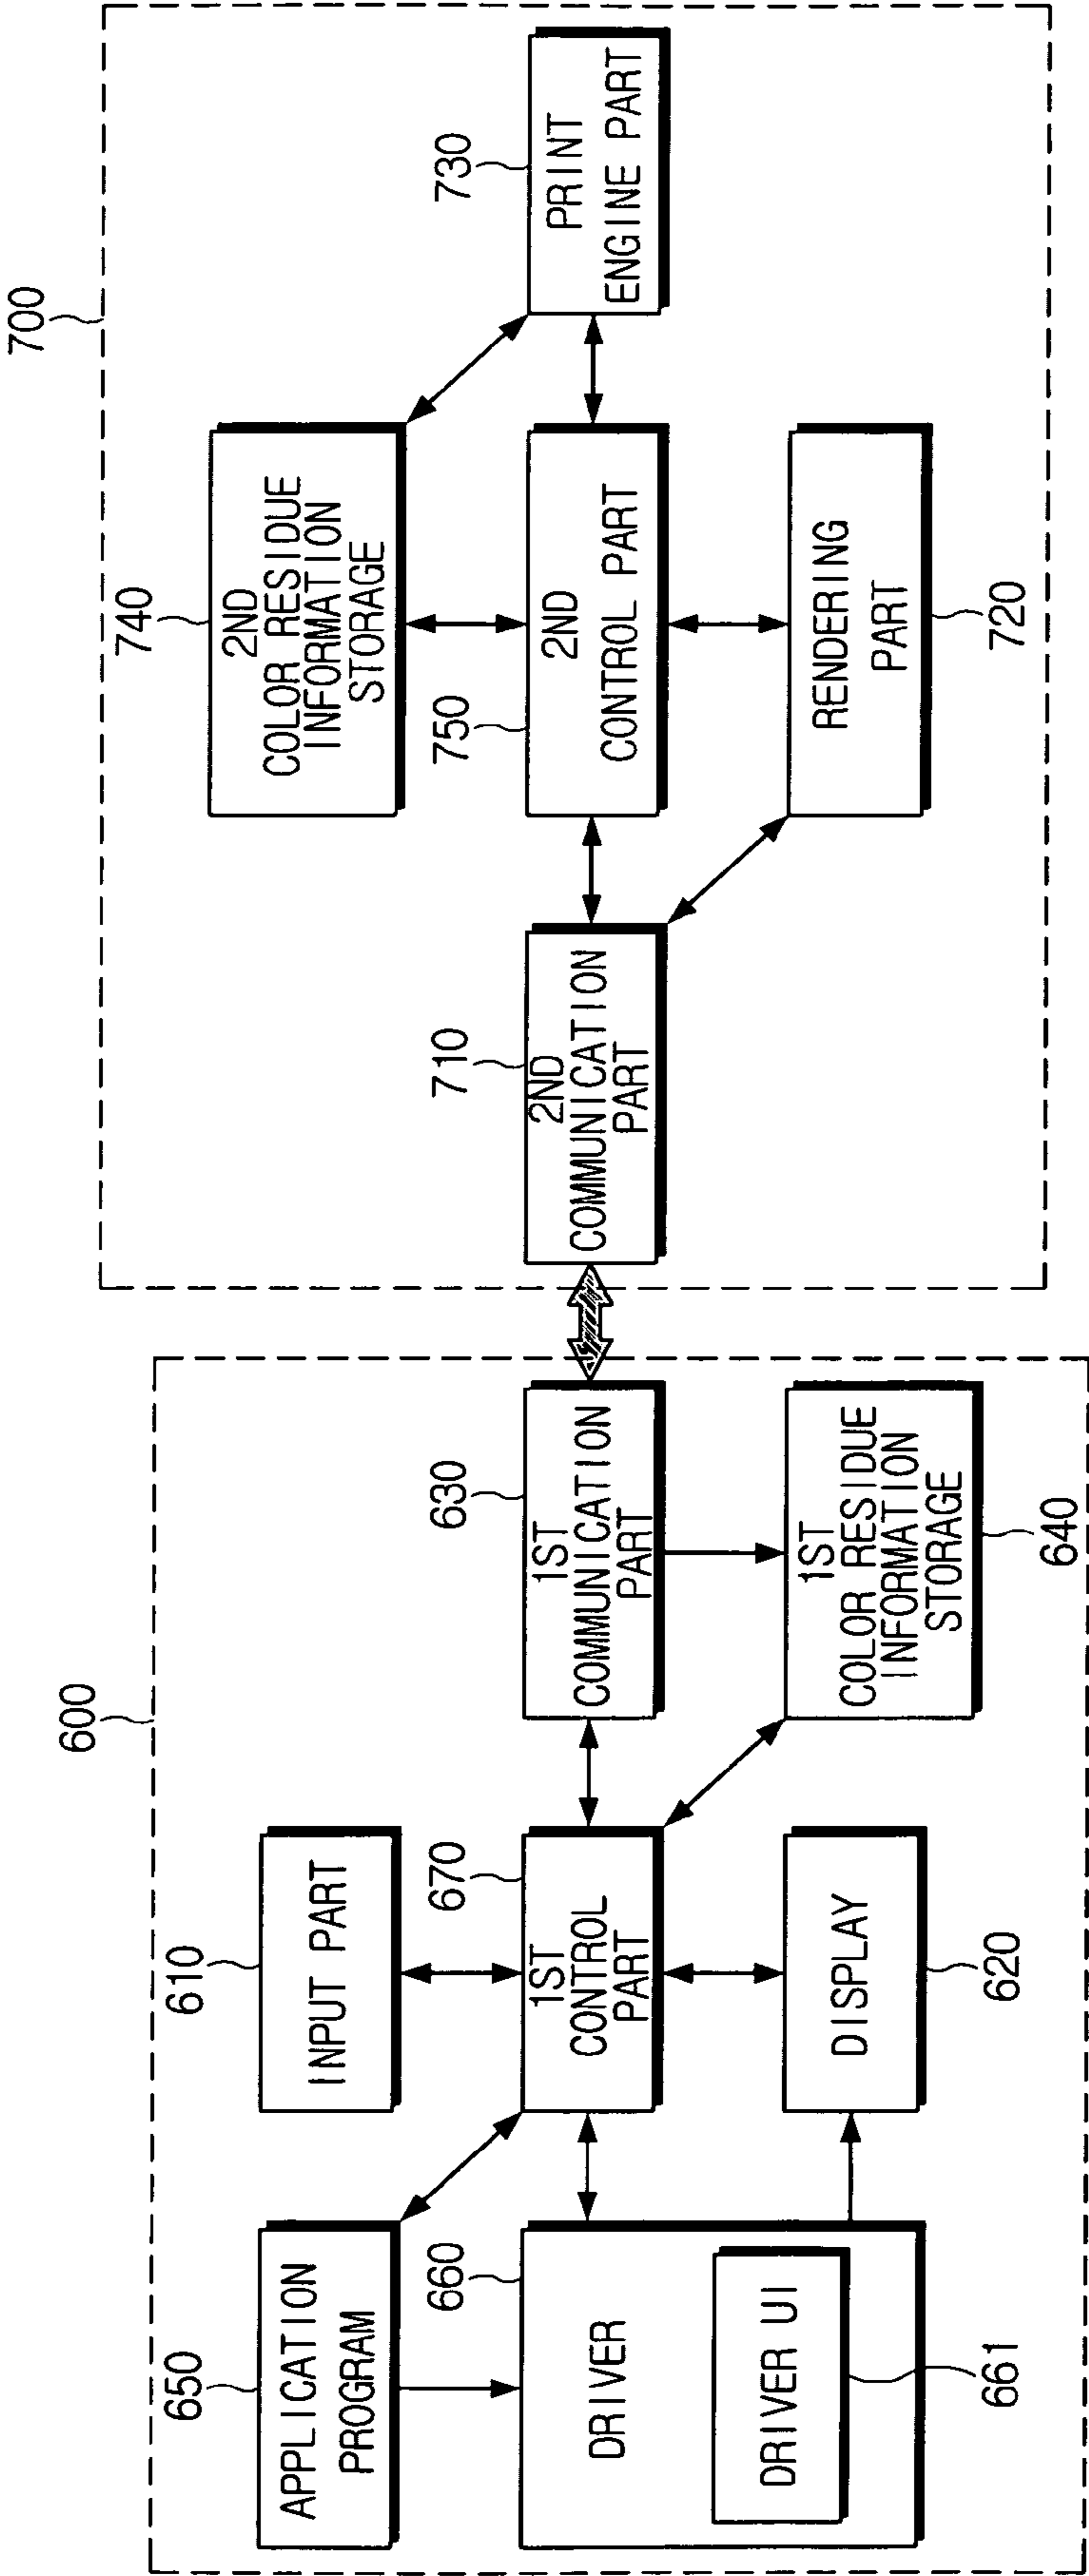 600
650
APPLICATION
PROGRAM
610
INPUT PART
660
DRIVER
DRIVER UI
661
670
1ST
CONTROL
PART
DISPLAY
620
630
1ST
COMMUNICATION
PART
1ST
COLOR RESIDUE
INFORMATION
STORAGE
640
700
740
2ND
COLOR RESIDUE
INFORMATION
STORAGE
710
2ND
COMMUNICATION
PART
750
2ND
CONTROL PART
730
PRINT
ENGINE PART
RENDERING
PART
720